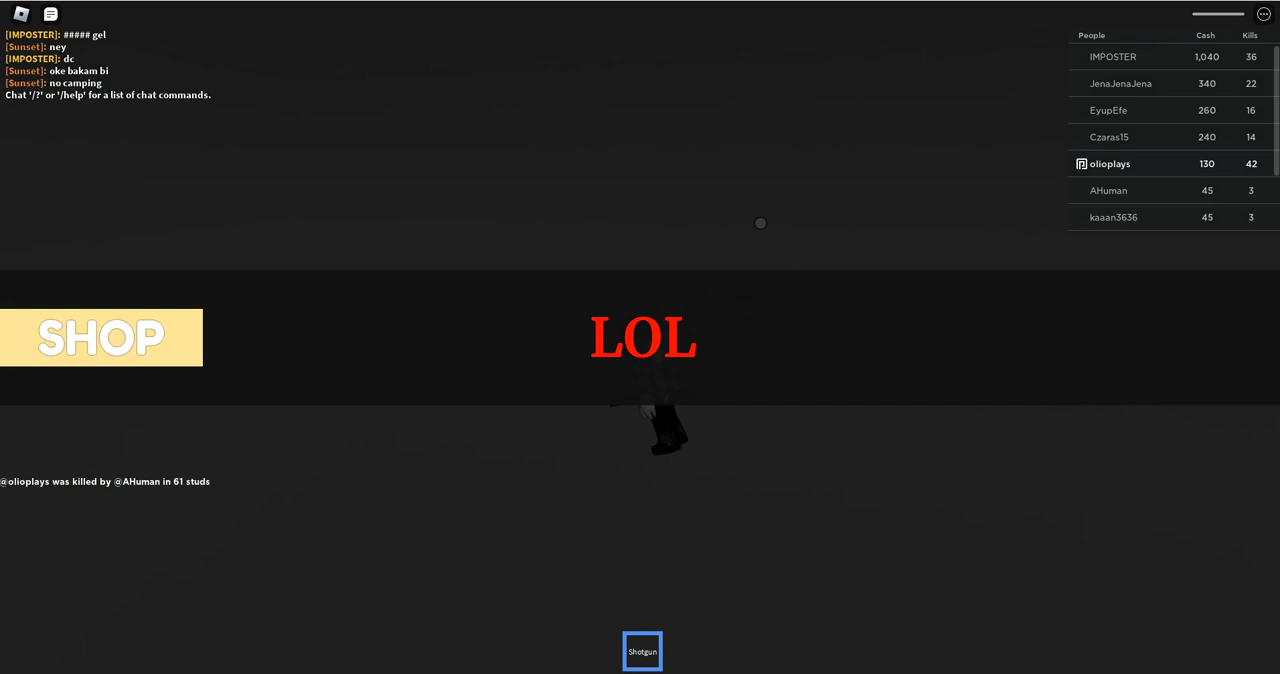 [IMPOSTER]: ##### gel
[Sunset]: ney
[IMPOSTER]: dc
[Sunset]: oke bakam bi
[Sunset]: no camping
Chat '/?' or '/help' for a list of chat commands.
People Cash Kills
IMPOSTER 1,040 36
JenaJenaJena 340 22
EyupEfe 260 16
Czaras15 240 14
olioplays 130 42
AHuman 45 3
kaaan3636 45 3
SHOP
LOL
@olioplays was killed by @AHuman in 61 studs
Shotgun